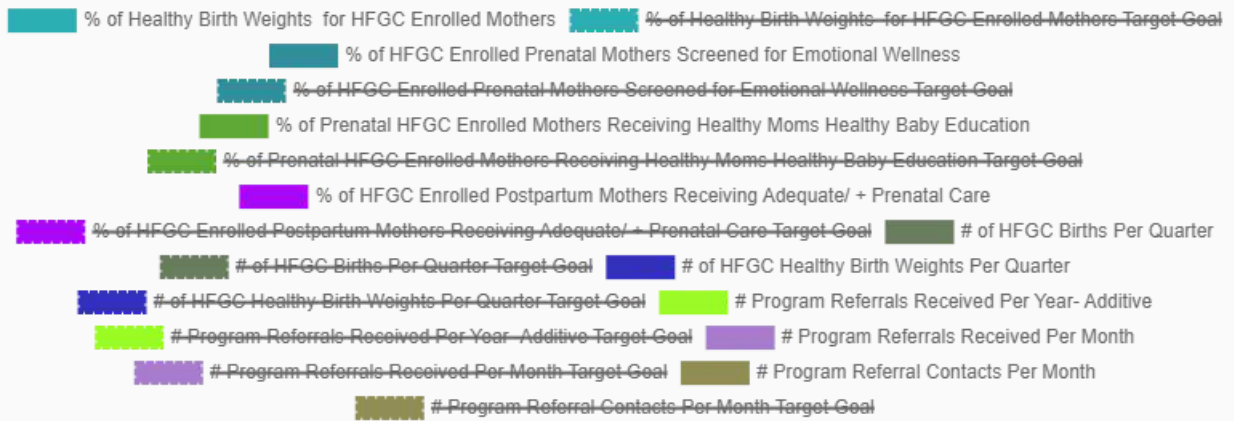 % of Healthy Birth Weights for HFGC Enrolled Mothers % of Healthy Birth Weights for HFGC Enrolled Mothers Target Goal
% of HFGC Enrolled Prenatal Mothers Screened for Emotional Wellness
% of HFGC Enrolled Prenatal Mothers Screened for Emotional Wellness Target Goal
% of Prenatal HFGC Enrolled Mothers Receiving Healthy Moms Healthy Baby Education
% of Prenatal HFGC Enrolled Mothers Receiving Healthy Moms Healthy Baby Education Target Goal
% of HFGC Enrolled Postpartum Mothers Receiving Adequate/ + Prenatal Care
% of HFGC Enrolled Postpartum Mothers Receiving Adequate/ + Prenatal Care Target Goal # of HFGC Births Per Quarter
# of HFGC Births Per Quarter Target Goal # of HFGC Healthy Birth Weights Per Quarter
# of HFGC Healthy Birth Weights Per Quarter Target Goal # Program Referrals Received Per Year- Additive
# Program Referrals Received Per Year- Additive Target Goal # Program Referrals Received Per Month
# Program Referrals Received Per Month Target Goal # Program Referral Contacts Per Month
# Program Referral Contacts Per Month Target Goal